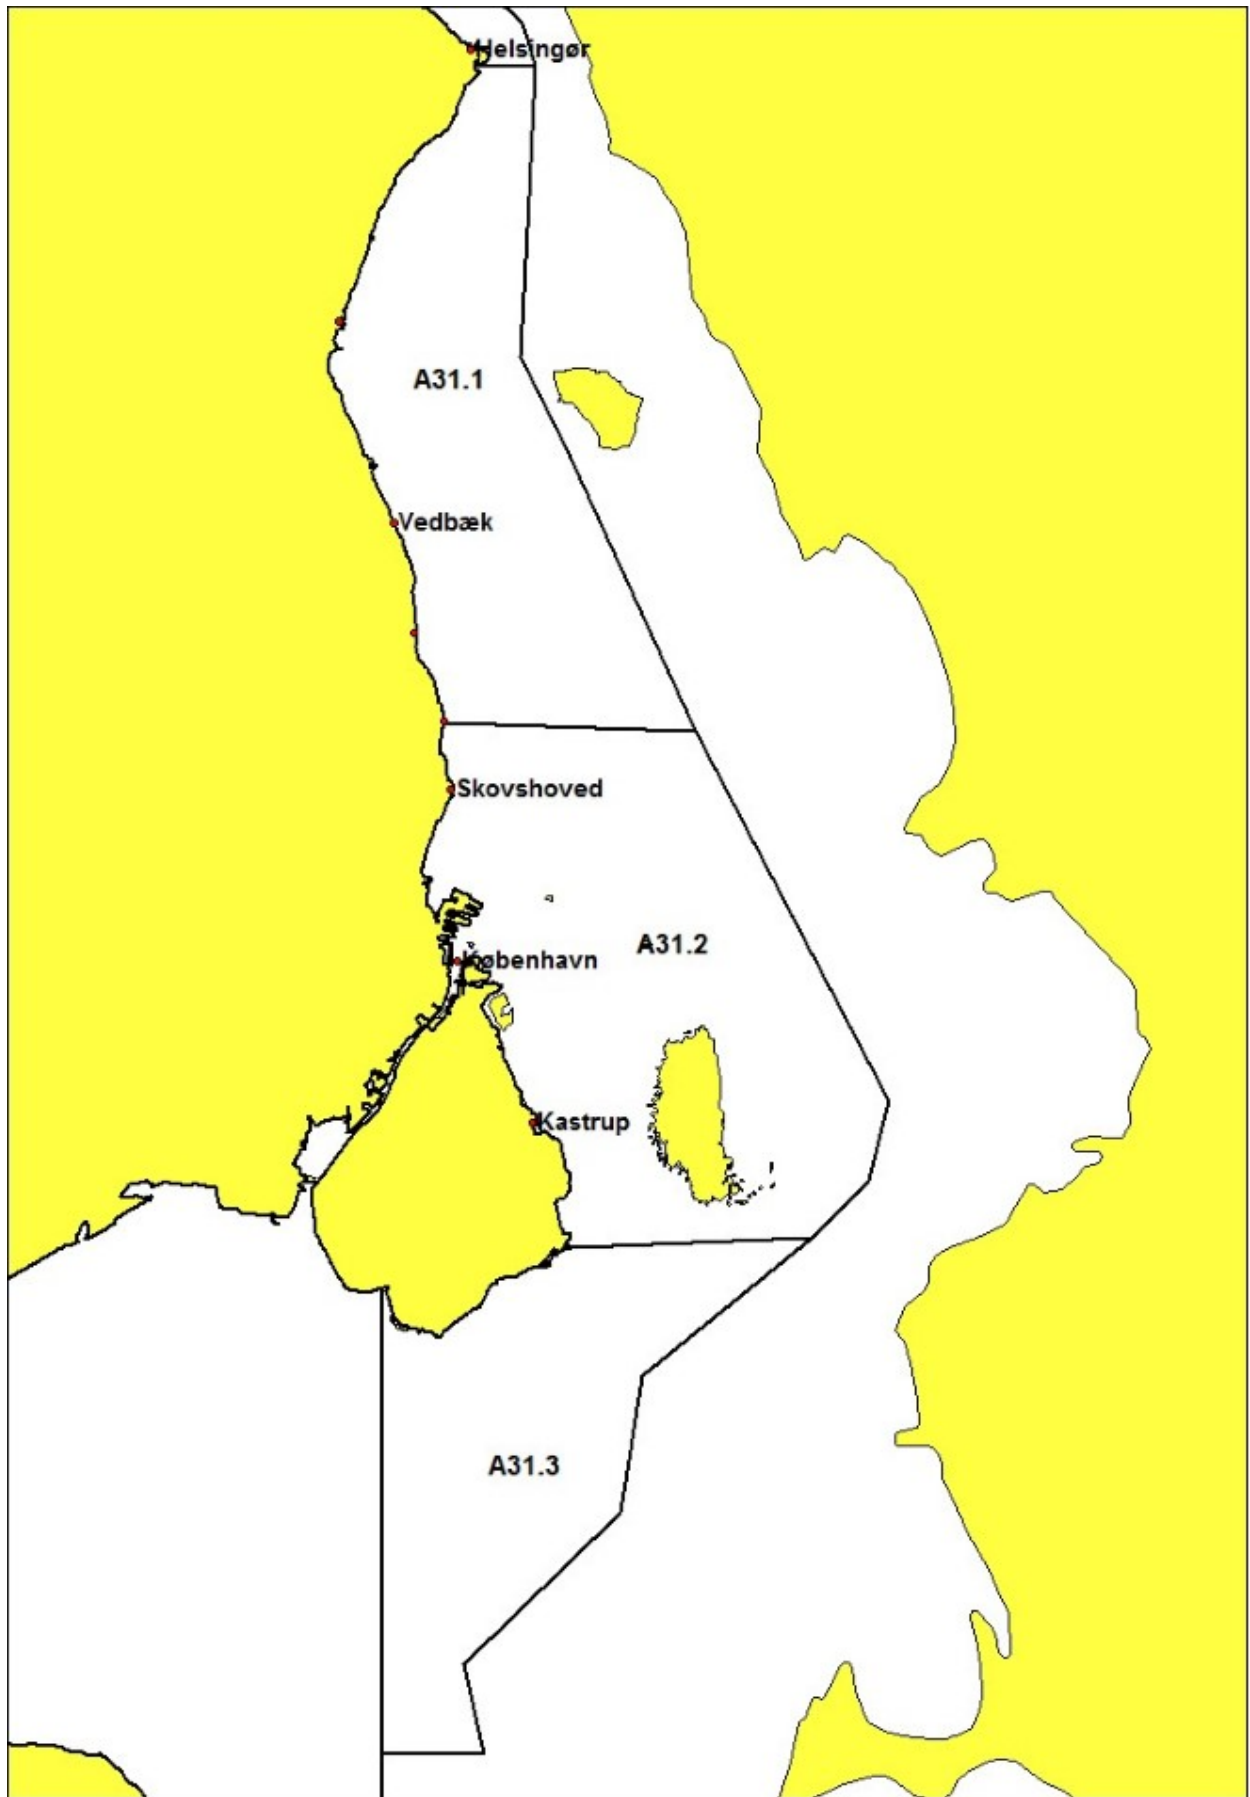 Helsingør
A31.1
Vedbæk
Skovshoved
A31.2
København
Kastrup
A31.3